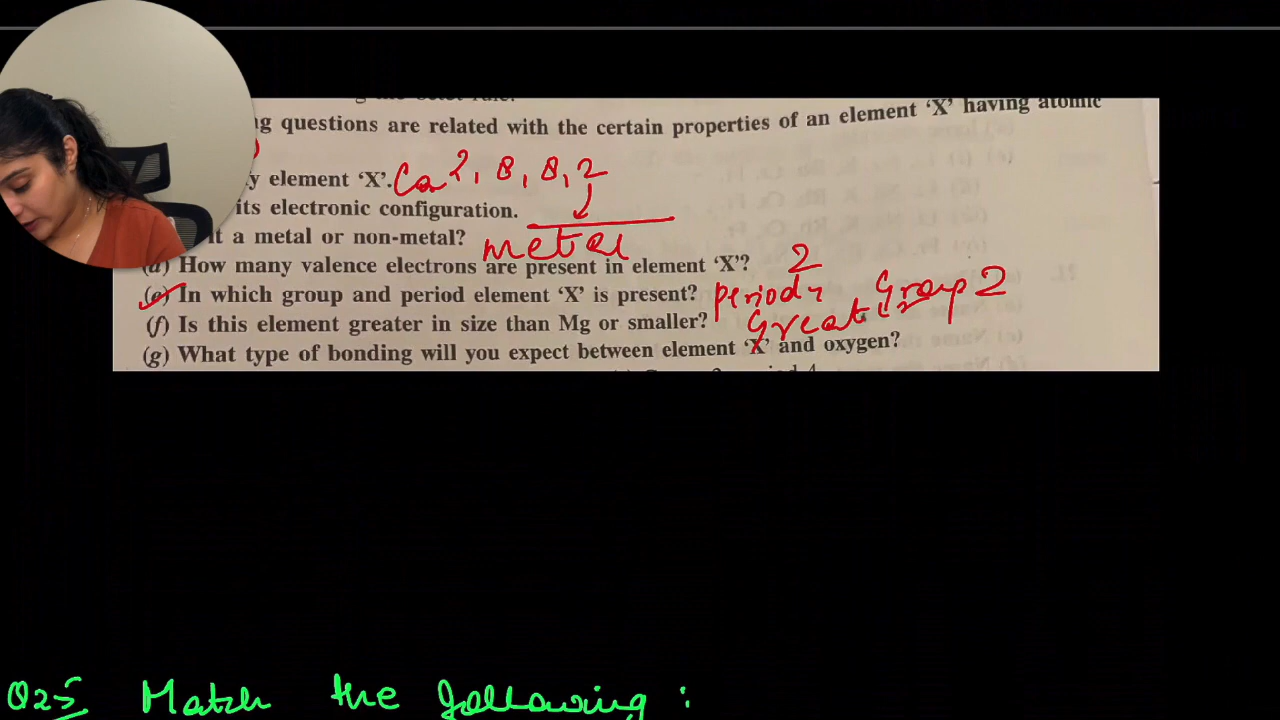 g questions are related with the certain properties of an element ‘X’ having atomic
y element ‘X’. Ca 2, 8, 8, 2
its electronic configuration.
it a metal or non-metal? metal
(d) How many valence electrons are present in element ‘X’? 2
(e) In which group and period element ‘X’ is present? Period Group 2
(f) Is this element greater in size than Mg or smaller? Greater
(g) What type of bonding will you expect between element ‘X’ and oxygen?
Q25 Match the following :